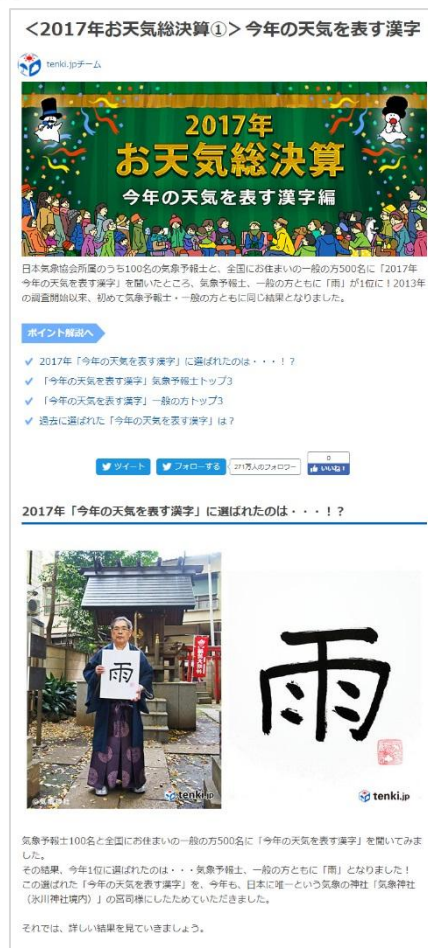 ＜2017年お天気総決算①＞今年の天気を表す漢字
tenki.jpチーム
2017年
お天気総決算
今年の天気を表す漢字編
日本気象協会所属のうち100名の気象予報士と、全国にお住まいの一般の方500名に「2017年
今年の天気を表す漢字」を聞いたところ、気象予報士、一般の方ともに「雨」が1位に！2013年
の調査開始以来、初めて気象予報士・一般の方ともに同じ結果となりました。
ポイント解説へ
2017年「今年の天気を表す漢字」に選ばれたのは・・・！？
「今年の天気を表す漢字」気象予報士トップ3
「今年の天気を表す漢字」一般の方トップ3
過去に選ばれた「今年の天気を表す漢字」は？
ツイート
フォローする
271万人のフォロワー
0
いいね！
2017年「今年の天気を表す漢字」に選ばれたのは・・・！？
雨
雨
©気象神社
tenki.jp
tenki.jp
気象予報士100名と全国にお住まいの一般の方500名に「今年の天気を表す漢字」を聞いてみま
した。
その結果、今年1位に選ばれたのは・・・気象予報士、一般の方ともに「雨」となりました！
この選ばれた「今年の天気を表す漢字」を、今年も、日本に唯一という気象の神社「気象神社
（氷川神社境内）」の宮司様にしたためていただきました。
それでは、詳しい結果を見ていきましょう。